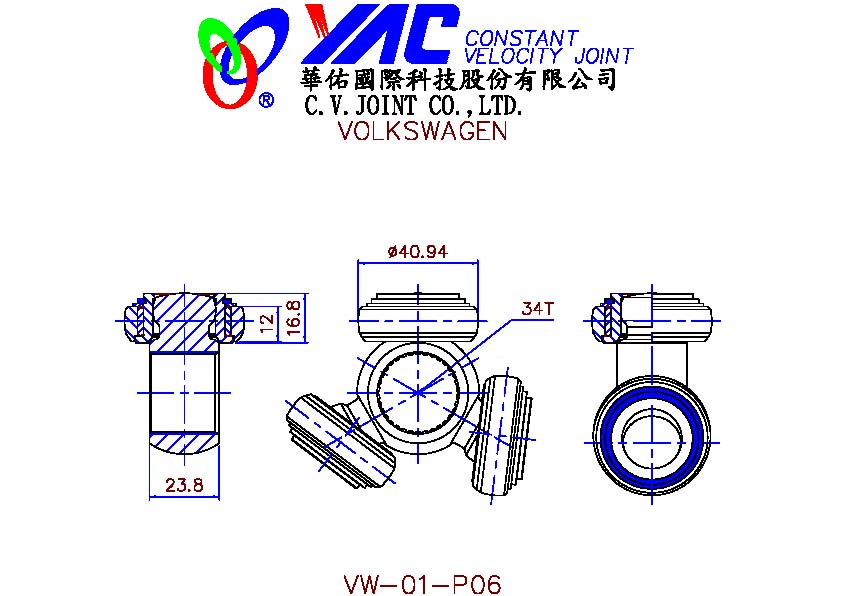 YAC CONSTANT
VELOCITY JOINT
®
華佑國際科技股份有限公司
C.V.JOINT CO.,LTD.
VOLKSWAGEN
ø40.94
34T
12
16.8
23.8
VW-01-P06